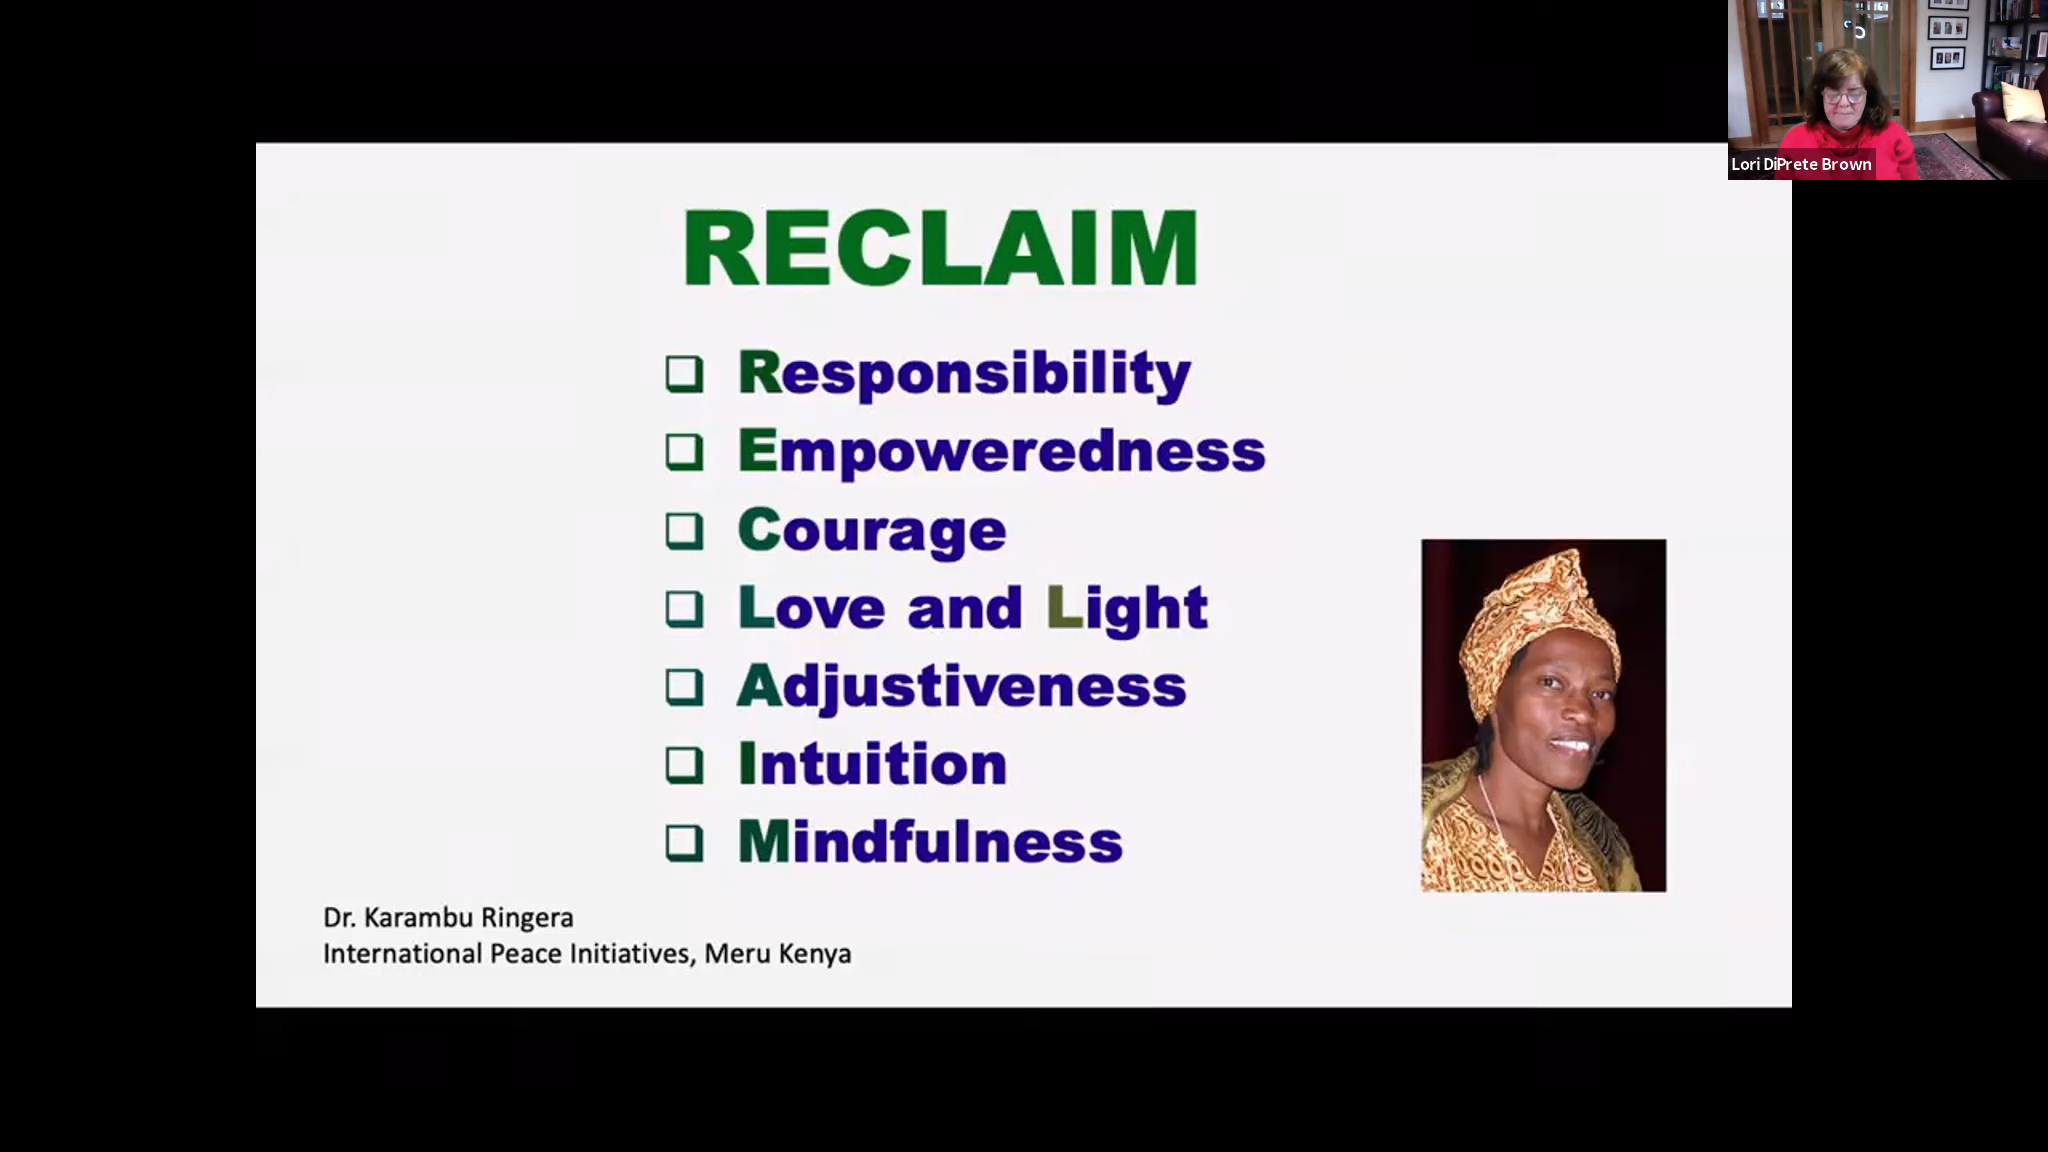 Lori DiPrete Brown
RECLAIM
Responsibility
Empoweredness
Courage
Love and Light
Adjustiveness
Intuition
Mindfulness
Dr. Karambu Ringera
International Peace Initiatives, Meru Kenya